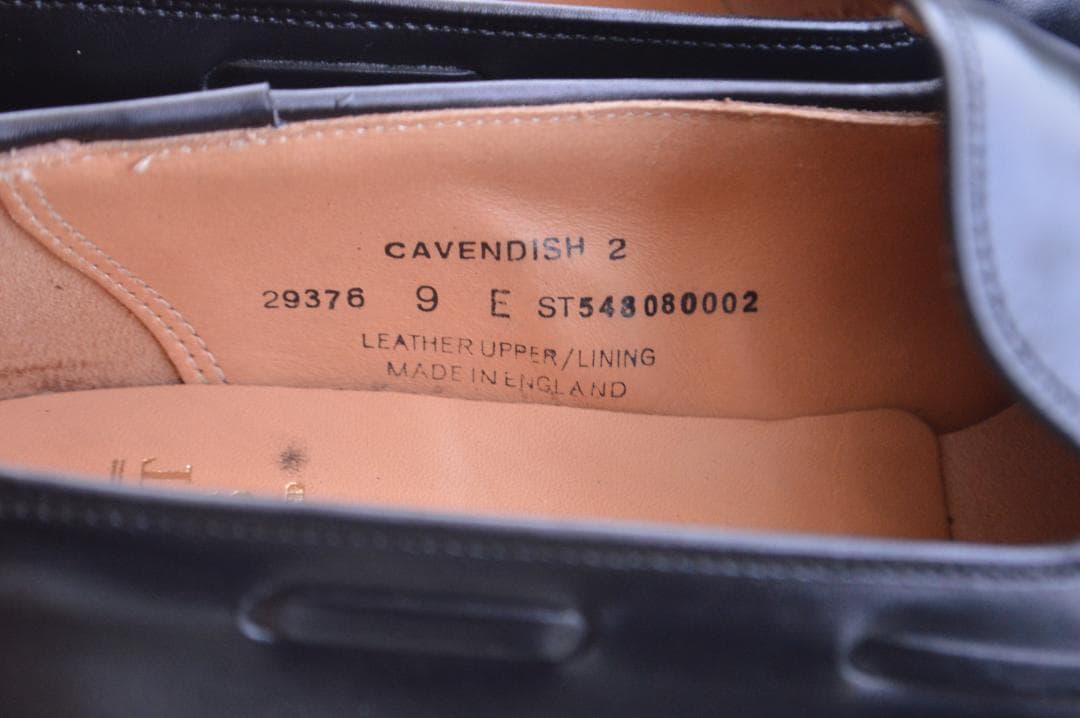 CAVENDISH 2
29376 9 E ST548080002
LEATHER UPPER/LINING
MADE IN ENGLAND